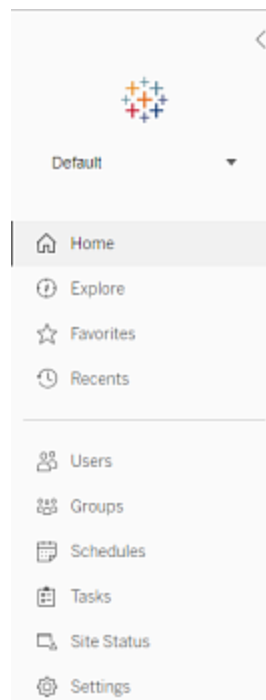 Default
Home
Explore
Favorites
Recents
Users
Groups
Schedules
Tasks
Site Status
Settings